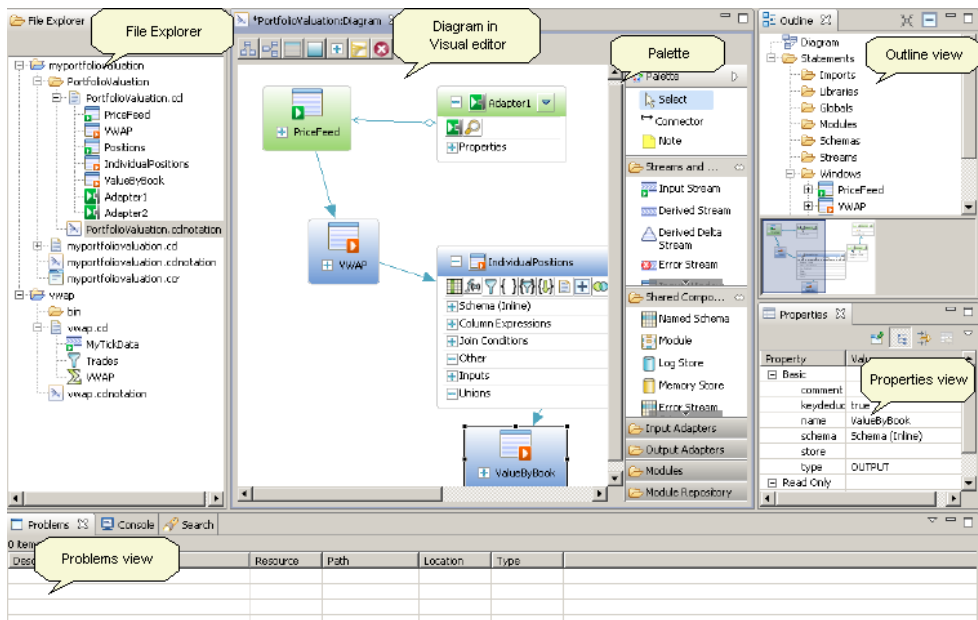 File Explorer
File Explorer
myportfoliovaluation
PortfolioValuation
PortfolioValuation.ccl
PriceFeed
VWAP
Positions
IndividualPositions
ValueByBook
Adapter1
Adapter2
PortfolioValuation.cclnotation
myportfoliovaluation.ccl
myportfoliovaluation.cclnotation
myportfoliovaluation.ccr
vwap
bin
vwap.ccl
MyTickData
Trades
VWAP
vwap.cclnotation
*PortfolioValuation:Diagram
Diagram in
Visual editor
PriceFeed
Adapter1
Properties
VWAP
IndividualPositions
Schema (Inline)
Column Expressions
Join Conditions
Other
Inputs
Unions
ValueByBook
Palette
Palette
Select
Connector
Note
Streams and ...
Input Stream
Derived Stream
Derived Delta
Stream
Error Stream
Shared Compo...
Named Schema
Module
Log Store
Memory Store
Error Stream
Input Adapters
Output Adapters
Modules
Module Repository
Outline
Outline view
Diagram
Statements
Imports
Libraries
Globals
Modules
Schemas
Streams
Windows
PriceFeed
VWAP
Properties
Properties view
Property
Basic
comment
keydeduc true
name ValueByBook
schema Schema (Inline)
store
type OUTPUT
Read Only
Problems Console Search
Problems view
Resource Path Location Type